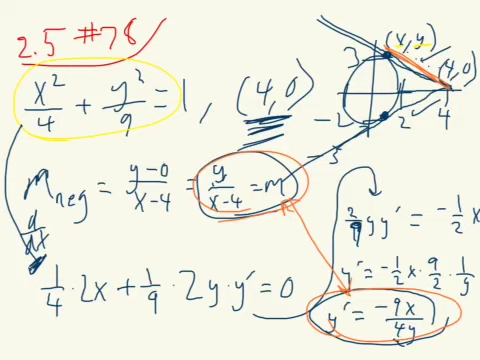 2.5 #78
x²/4 + y²/9 = 1, (4,0)
(x,y)
(4,0)
3
-2
2
4
-5
m_neg = y-0/x-4 = y/x-4 = m
d/dx
1/4 · 2x + 1/9 · 2y · y' = 0
2/9 y y' = -1/2 x
y' = -1/2 x · 9/2 · 1/y
y' = -9x/4y